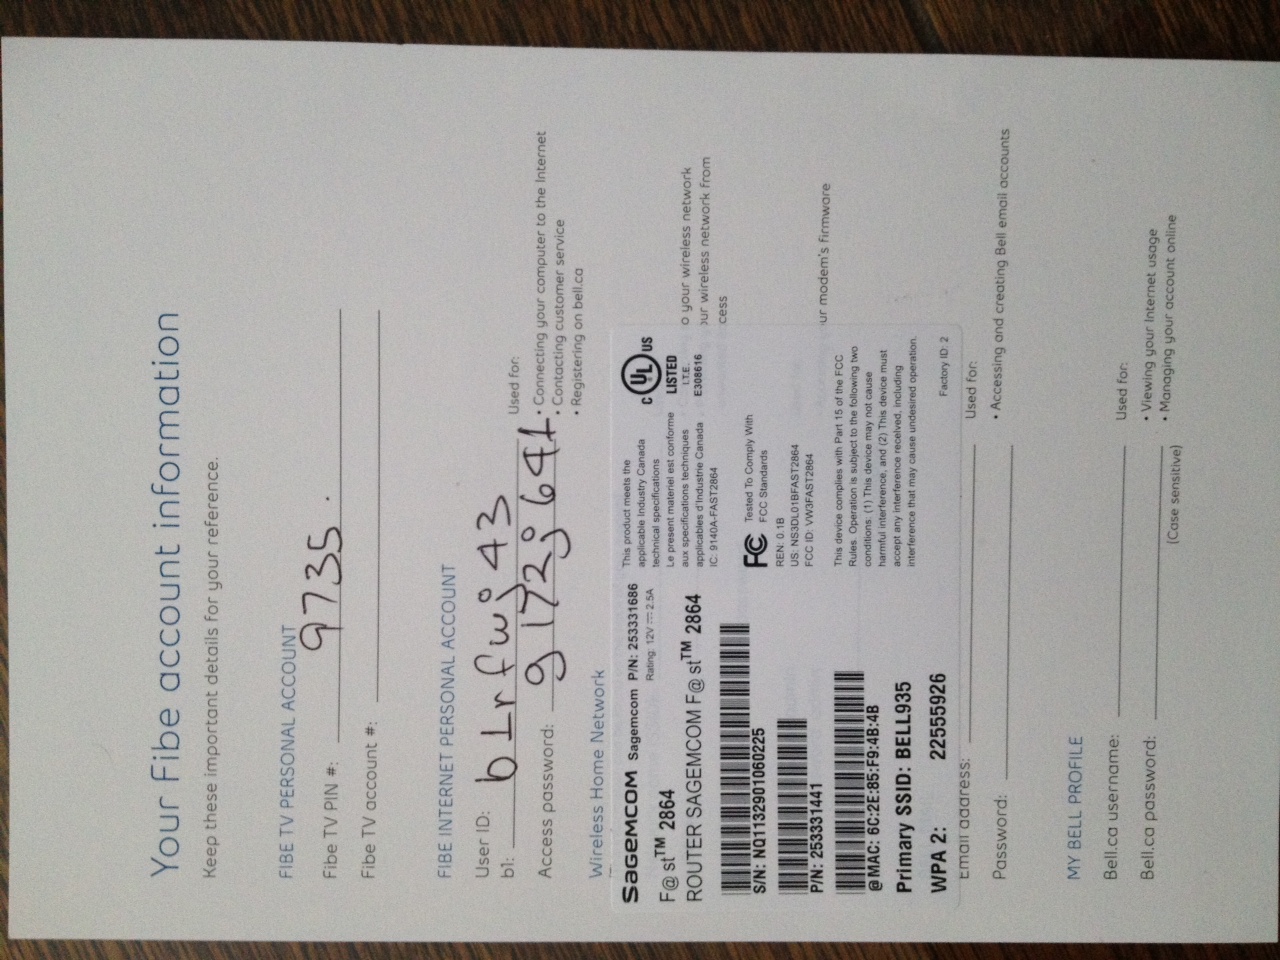 Your Fibe account information
Keep these important details for your reference.
FIBE TV PERSONAL ACCOUNT
Fibe TV PIN #: 9735
Fibe TV account #:
FIBE INTERNET PERSONAL ACCOUNT
User ID:
b1: b1rfwj43
Used for:
Access password: g172j641
• Connecting your computer to the Internet
• Contacting customer service
• Registering on bell.ca
Wireless Home Network
SAGEMCOM Sagemcom P/N: 253331686
F@st™ 2864 Rating: 12V 2.5A
ROUTER SAGEMCOM F@st™ 2864
S/N: NQ1132901060225
P/N: 253331441
@MAC: 6C:2E:85:F9:4B:4B
Primary SSID: BELL935
WPA 2: 22555926
This product meets the
applicable Industry Canada
technical specifications
Le present materiel est conforme
aux specifications techniques
applicables d'Industrie Canada
IC: 9140A-FAST2864
C UL US
LISTED
I.T.E.
E308616
FC Tested To Comply With
FCC Standards
REN: 0.1B
US: NS3DL01BFAST2864
FCC ID: VW3FAST2864
This device complies with Part 15 of the FCC
Rules. Operation is subject to the following two
conditions: (1) This device may not cause
harmful interference, and (2) This device must
accept any interference received, including
interference that may cause undesired operation.
Factory ID: 2
o your wireless network
ur wireless network from
cess
ur modem's firmware
Email address:
Used for:
Password:
• Accessing and creating Bell email accounts
MY BELL PROFILE
Bell.ca username:
Used for:
Bell.ca password:
• Viewing your Internet usage
• Managing your account online
(Case sensitive)